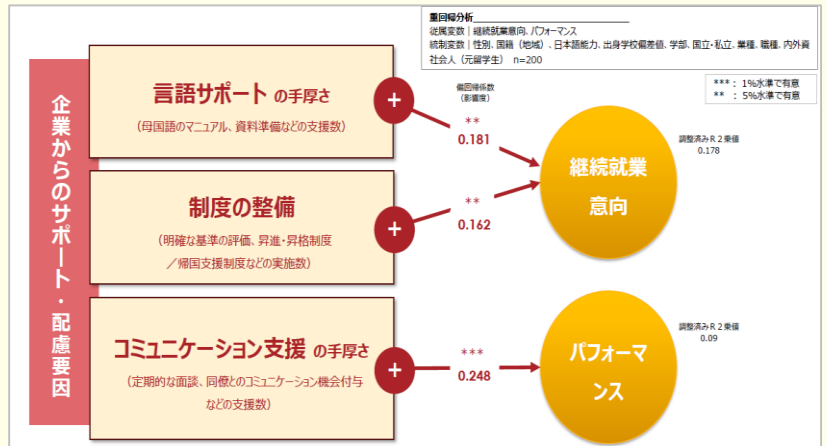 重回帰分析
従属変数｜継続就業意向、パフォーマンス
統制変数｜性別、国籍（地域）、日本語能力、出身学校偏差値、学部、国立・私立、業種、職種、内外資
社会人（元留学生） n=200
*** ： 1%水準で有意
** ： 5%水準で有意
企業からのサポート・配慮要因
言語サポート の手厚さ
（母国語のマニュアル、資料準備などの支援数）
+
偏回帰係数
（影響度）
**
0.181
継続就業
意向
調整済みR２乗値
0.178
制度の整備
（明確な基準の評価、昇進・昇格制度
／帰国支援制度などの実施数）
+
**
0.162
コミュニケーション支援 の手厚さ
（定期的な面談、同僚とのコミュニケーション機会付与
などの支援数）
+
***
0.248
パフォーマ
ンス
調整済みR２乗値
0.09